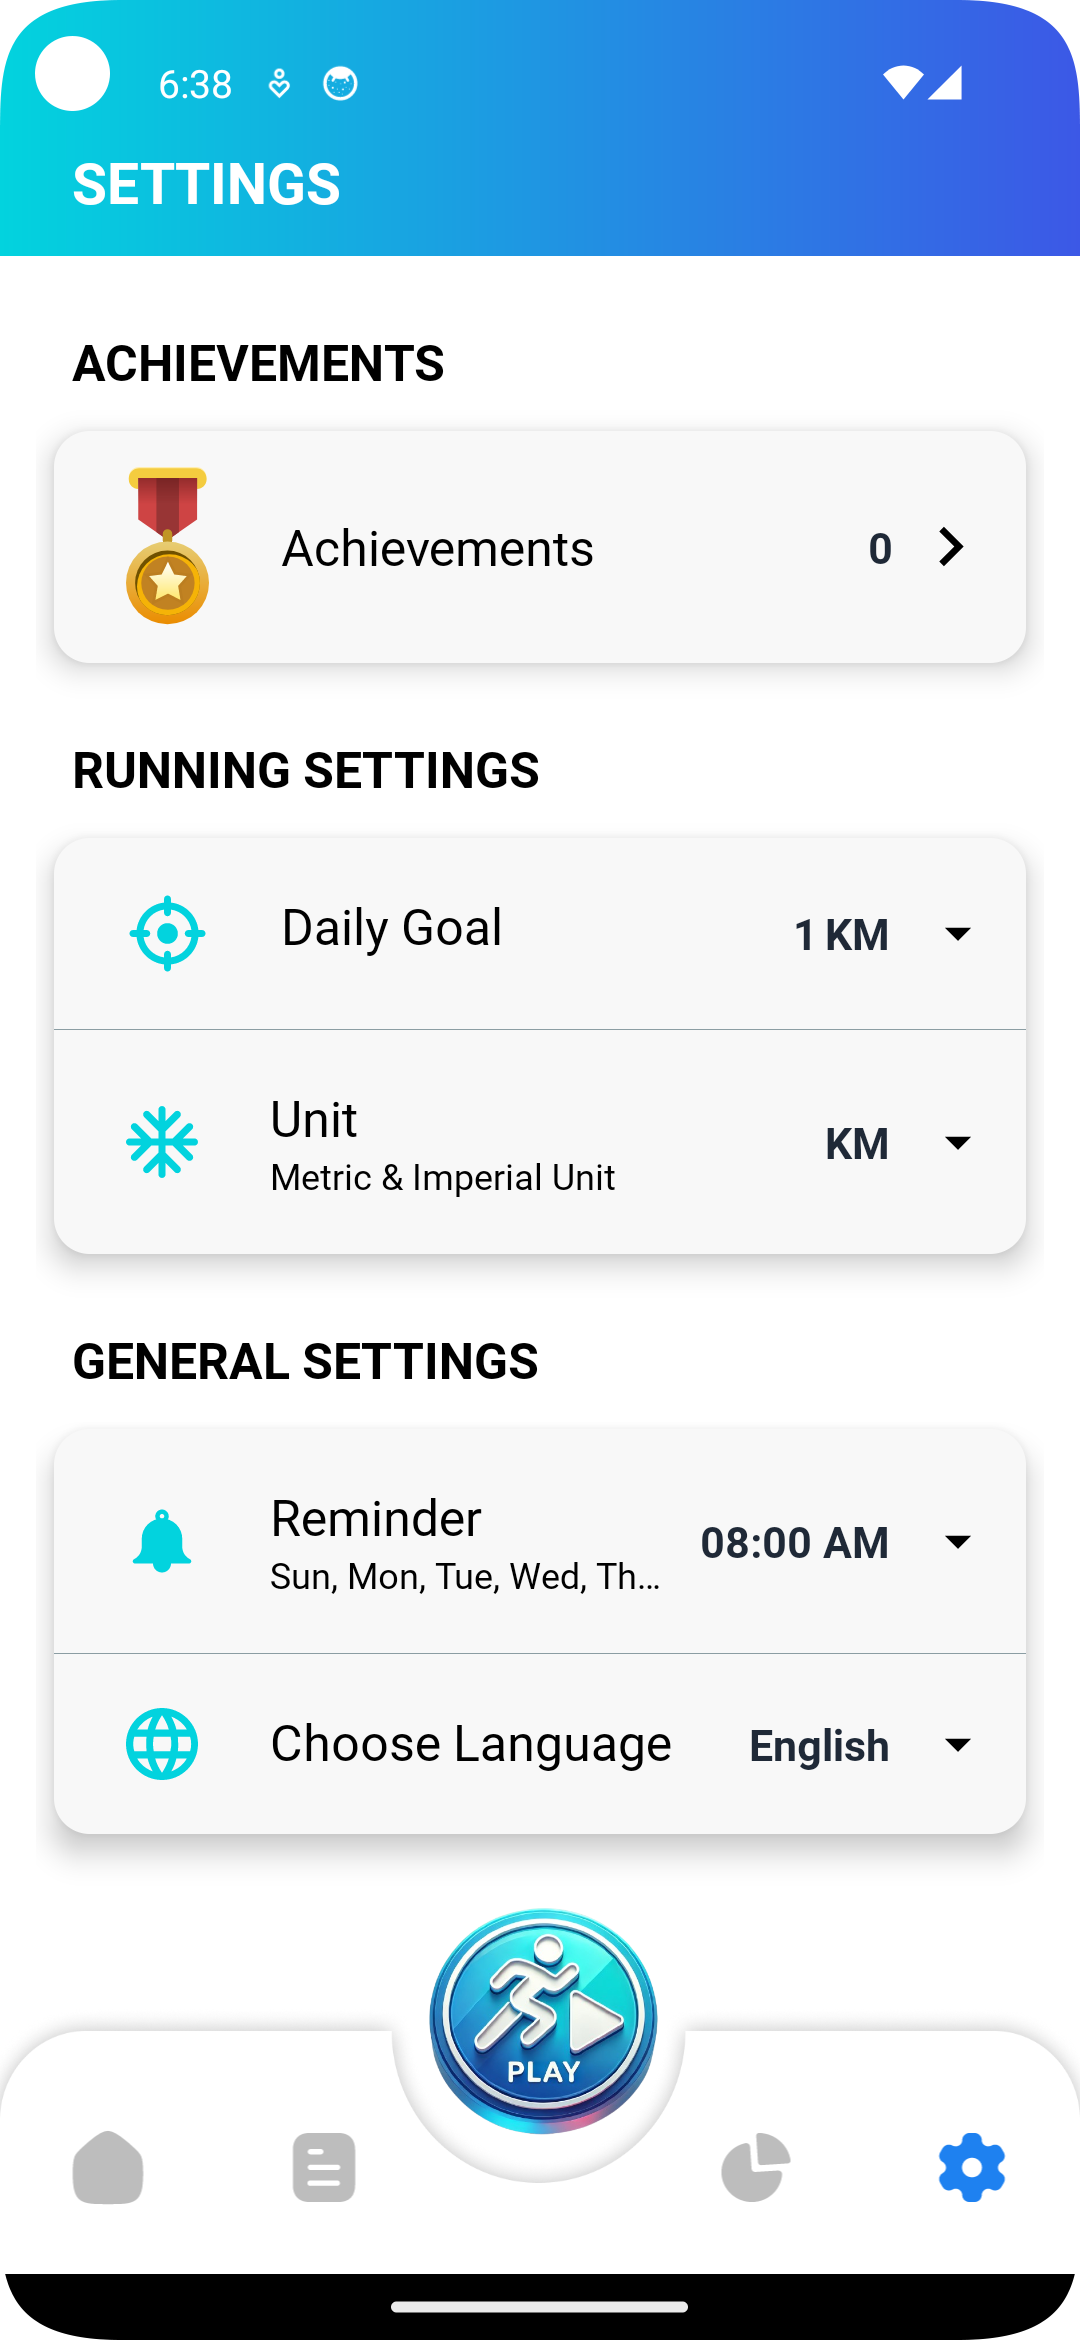 6:38
SETTINGS
ACHIEVEMENTS
Achievements 0
RUNNING SETTINGS
Daily Goal 1 KM
Unit
Metric & Imperial Unit
KM
GENERAL SETTINGS
Reminder
Sun, Mon, Tue, Wed, Th...
08:00 AM
Choose Language English
PLAY